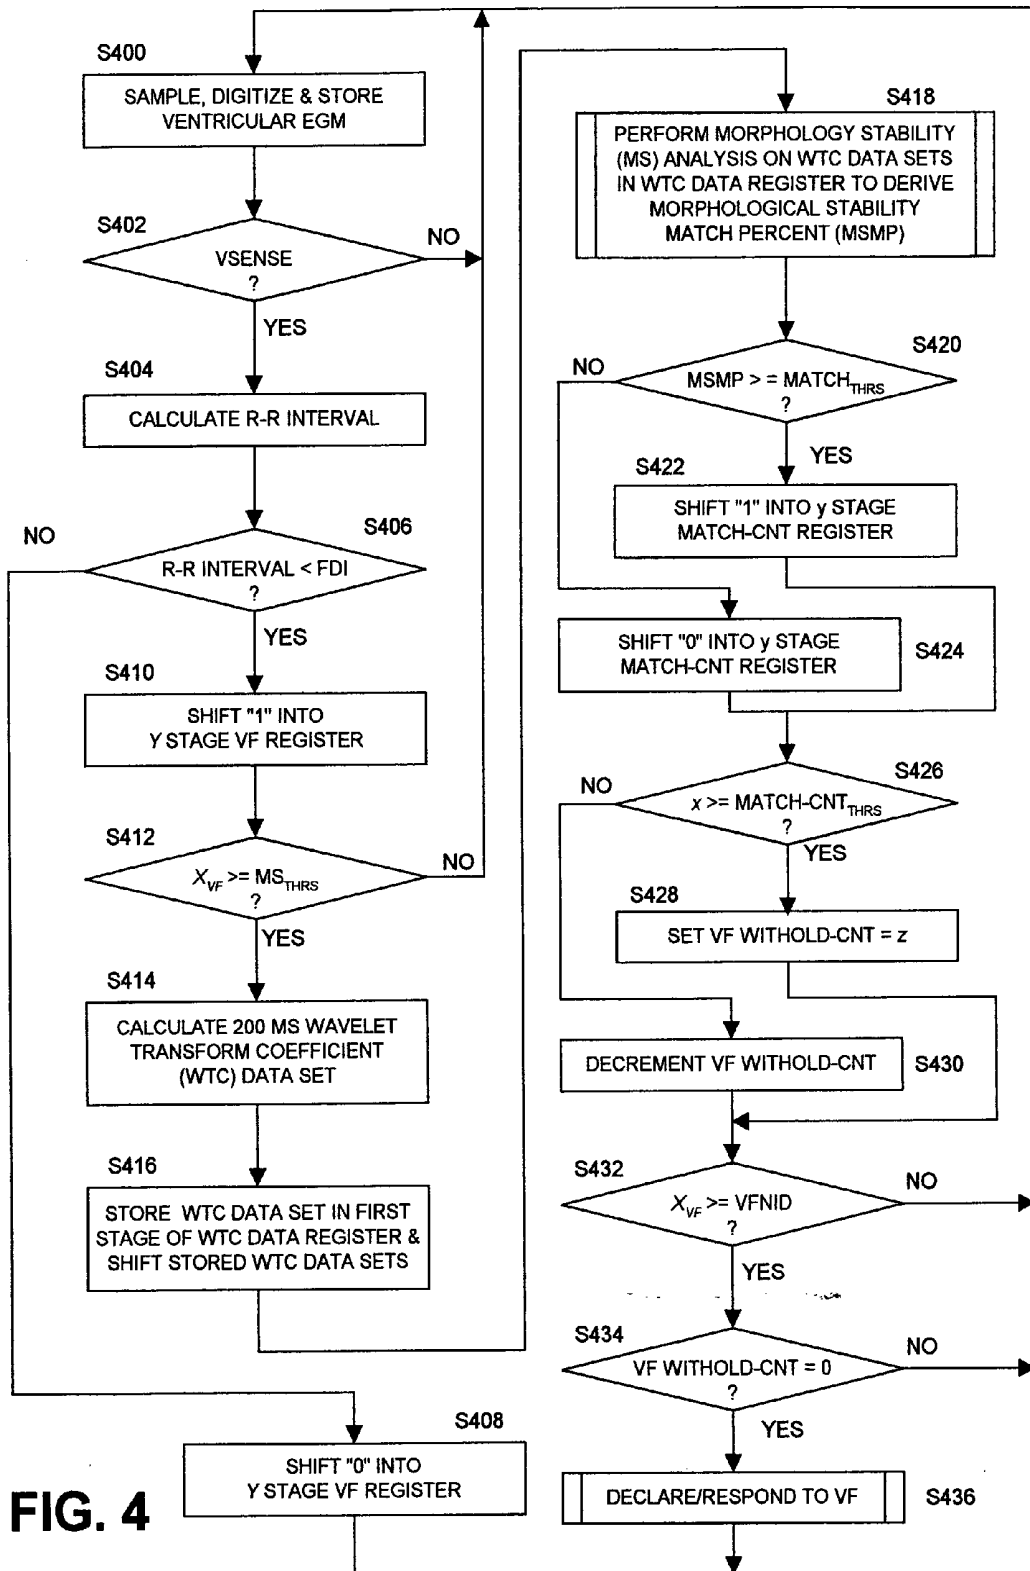 S400
SAMPLE, DIGITIZE & STORE
VENTRICULAR EGM
S402
VSENSE
?
NO
YES
S404
CALCULATE R-R INTERVAL
S406
NO
R-R INTERVAL < FDI
?
YES
S410
SHIFT "1" INTO
Y STAGE VF REGISTER
S412
XVF >= MSTHRS
?
NO
YES
S414
CALCULATE 200 MS WAVELET
TRANSFORM COEFFICIENT
(WTC) DATA SET
S416
STORE WTC DATA SET IN FIRST
STAGE OF WTC DATA REGISTER &
SHIFT STORED WTC DATA SETS
S408
SHIFT "0" INTO
Y STAGE VF REGISTER
S418
PERFORM MORPHOLOGY STABILITY
(MS) ANALYSIS ON WTC DATA SETS
IN WTC DATA REGISTER TO DERIVE
MORPHOLOGICAL STABILITY
MATCH PERCENT (MSMP)
S420
NO
MSMP >= MATCHTHRS
?
YES
S422
SHIFT "1" INTO y STAGE
MATCH-CNT REGISTER
SHIFT "0" INTO y STAGE
MATCH-CNT REGISTER
S424
S426
NO
x >= MATCH-CNTTHRS
?
YES
S428
SET VF WITHOLD-CNT = z
DECREMENT VF WITHOLD-CNT
S430
S432
XVF >= VFNID
?
NO
YES
S434
VF WITHOLD-CNT = 0
?
NO
YES
DECLARE/RESPOND TO VF
S436
FIG. 4